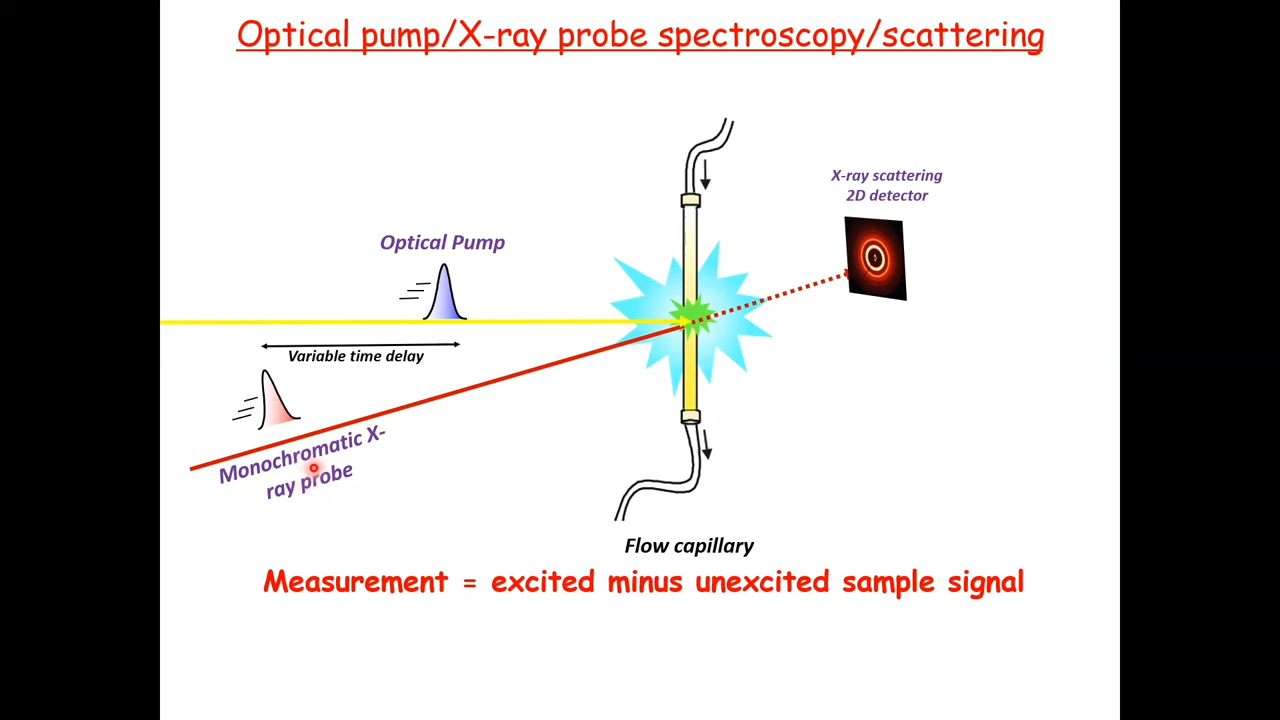 Optical pump/X-ray probe spectroscopy/scattering
X-ray scattering
2D detector
Optical Pump
Variable time delay
Monochromatic X-
ray probe
Flow capillary
Measurement = excited minus unexcited sample signal